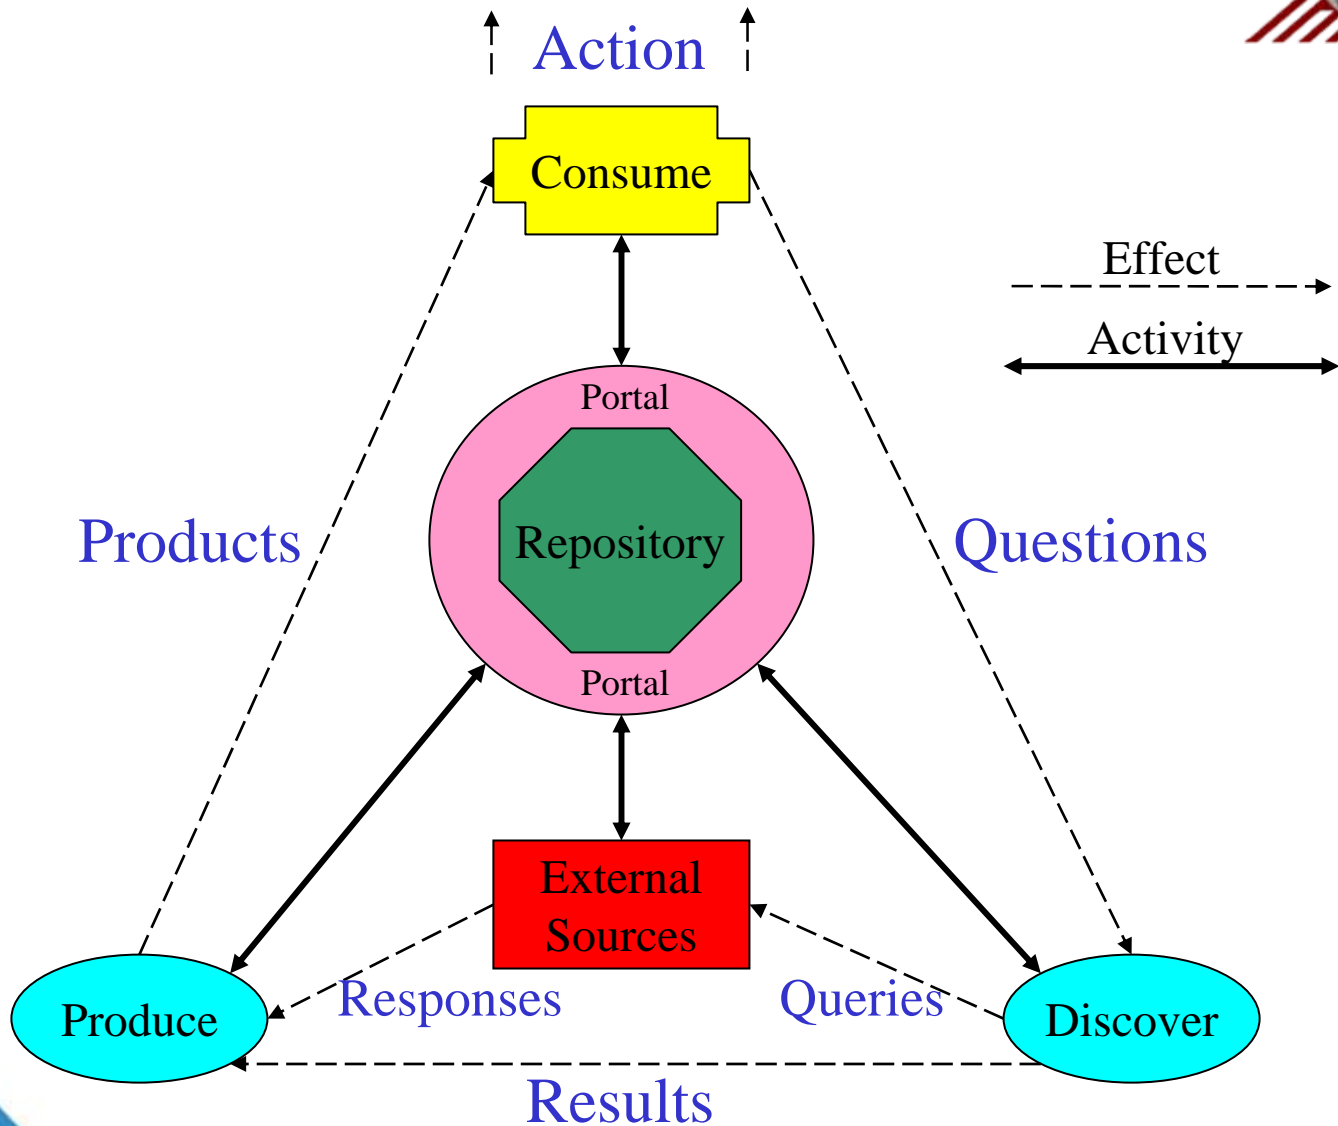 Action
Consume
Effect
Activity
Portal
Products
Repository
Questions
Portal
External
Sources
Responses
Queries
Produce
Discover
Results